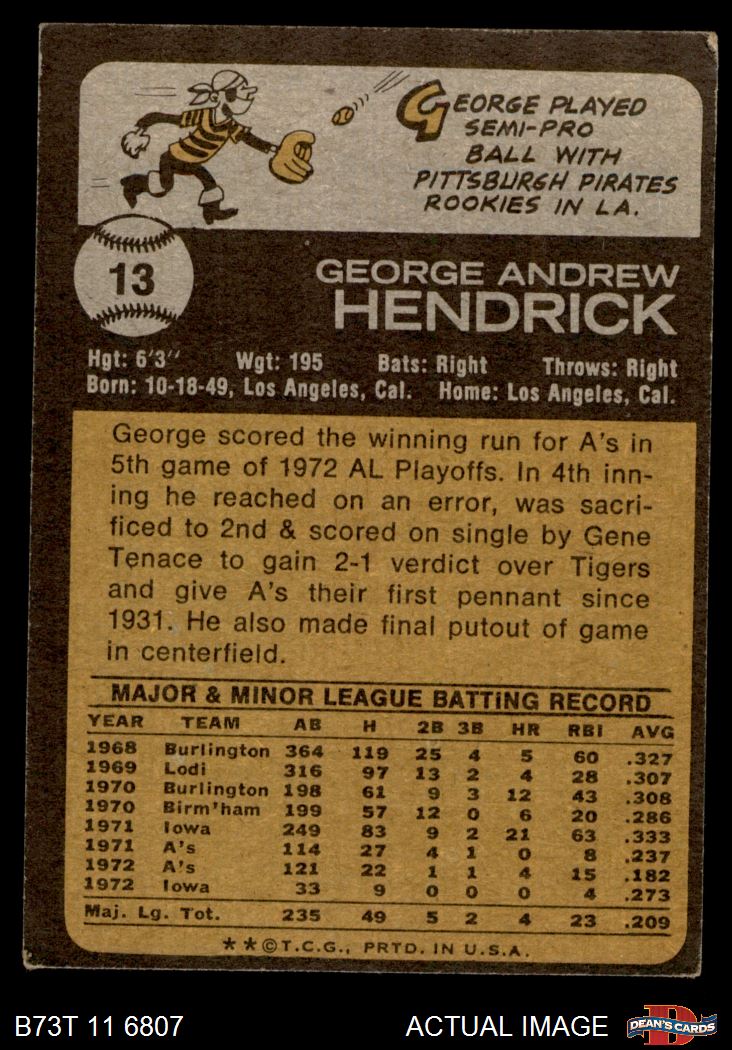 GEORGE PLAYED
SEMI-PRO
BALL WITH
PITTSBURGH PIRATES
ROOKIES IN L.A.
13
GEORGE ANDREW
HENDRICK
Hgt: 6'3" Wgt: 195 Bats: Right Throws: Right
Born: 10-18-49, Los Angeles, Cal. Home: Los Angeles, Cal.
George scored the winning run for A's in
5th game of 1972 AL Playoffs. In 4th inn-
ing he reached on an error, was sacri-
ficed to 2nd & scored on single by Gene
Tenace to gain 2-1 verdict over Tigers
and give A's their first pennant since
1931. He also made final putout of game
in centerfield.
MAJOR & MINOR LEAGUE BATTING RECORD
YEAR TEAM AB H 2B 3B HR RBI AVG
1968 Burlington 364 119 25 4 5 60 .327
1969 Lodi 316 97 13 2 4 28 .307
1970 Burlington 198 61 9 3 12 43 .308
1970 Birm'ham 199 57 12 0 6 20 .286
1971 Iowa 249 83 9 2 21 63 .333
1971 A's 114 27 4 1 0 8 .237
1972 A's 121 22 1 1 4 15 .182
1972 Iowa 33 9 0 0 0 4 .273
Maj. Lg. Tot. 235 49 5 2 4 23 .209
**©T.C.G., PRTD. IN U.S.A.
B73T 11 6807 ACTUAL IMAGE D DEAN'S CARDS